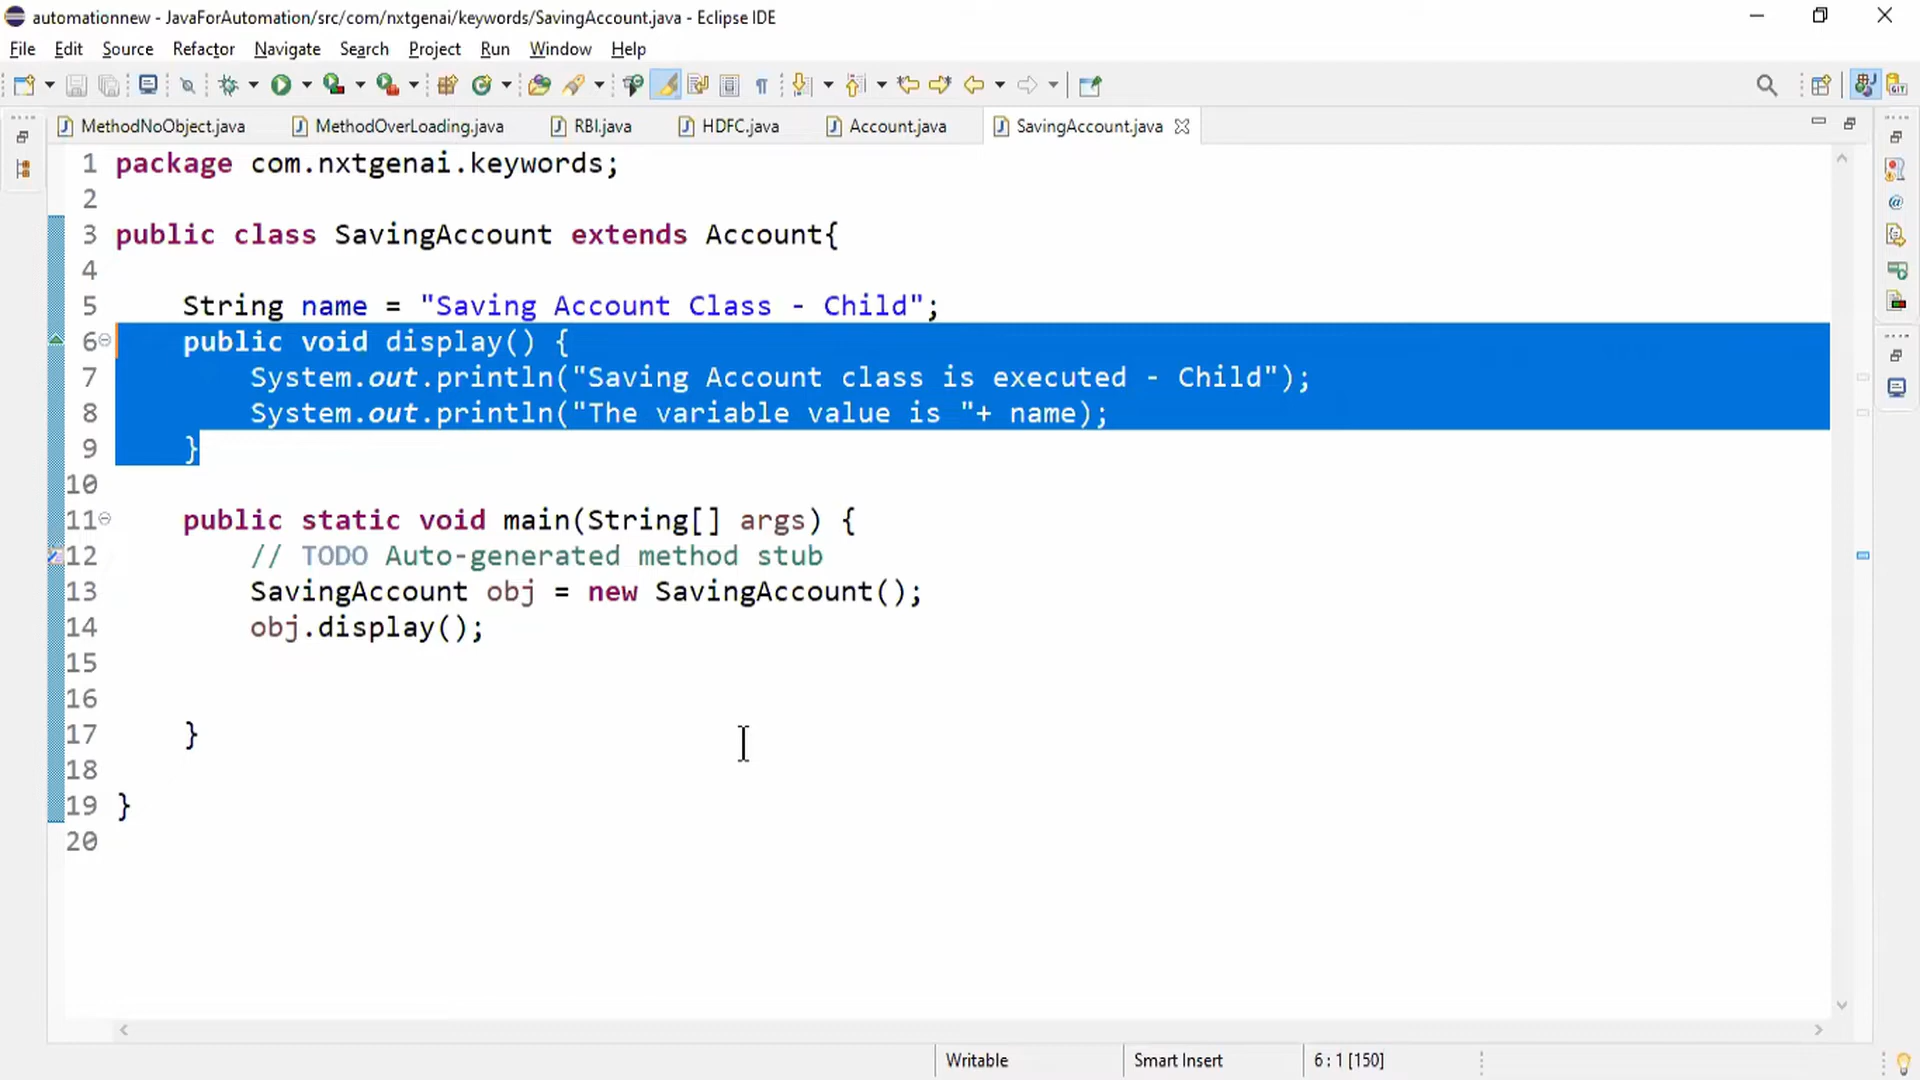 automationnew - JavaForAutomation/src/com/nxtgenai/keywords/SavingAccount.java - Eclipse IDE
File Edit Source Refactor Navigate Search Project Run Window Help
MethodNoObject.java MethodOverLoading.java RBI.java HDFC.java Account.java SavingAccount.java
1 package com.nxtgenai.keywords;
2
3 public class SavingAccount extends Account{
4
5 String name = "Saving Account Class - Child";
6 public void display() {
7 System.out.println("Saving Account class is executed - Child");
8 System.out.println("The variable value is "+ name);
9 }
10
11 public static void main(String[] args) {
12 // TODO Auto-generated method stub
13 SavingAccount obj = new SavingAccount();
14 obj.display();
15
16
17 }
18
19 }
20
Writable Smart Insert 6 : 1 [150]